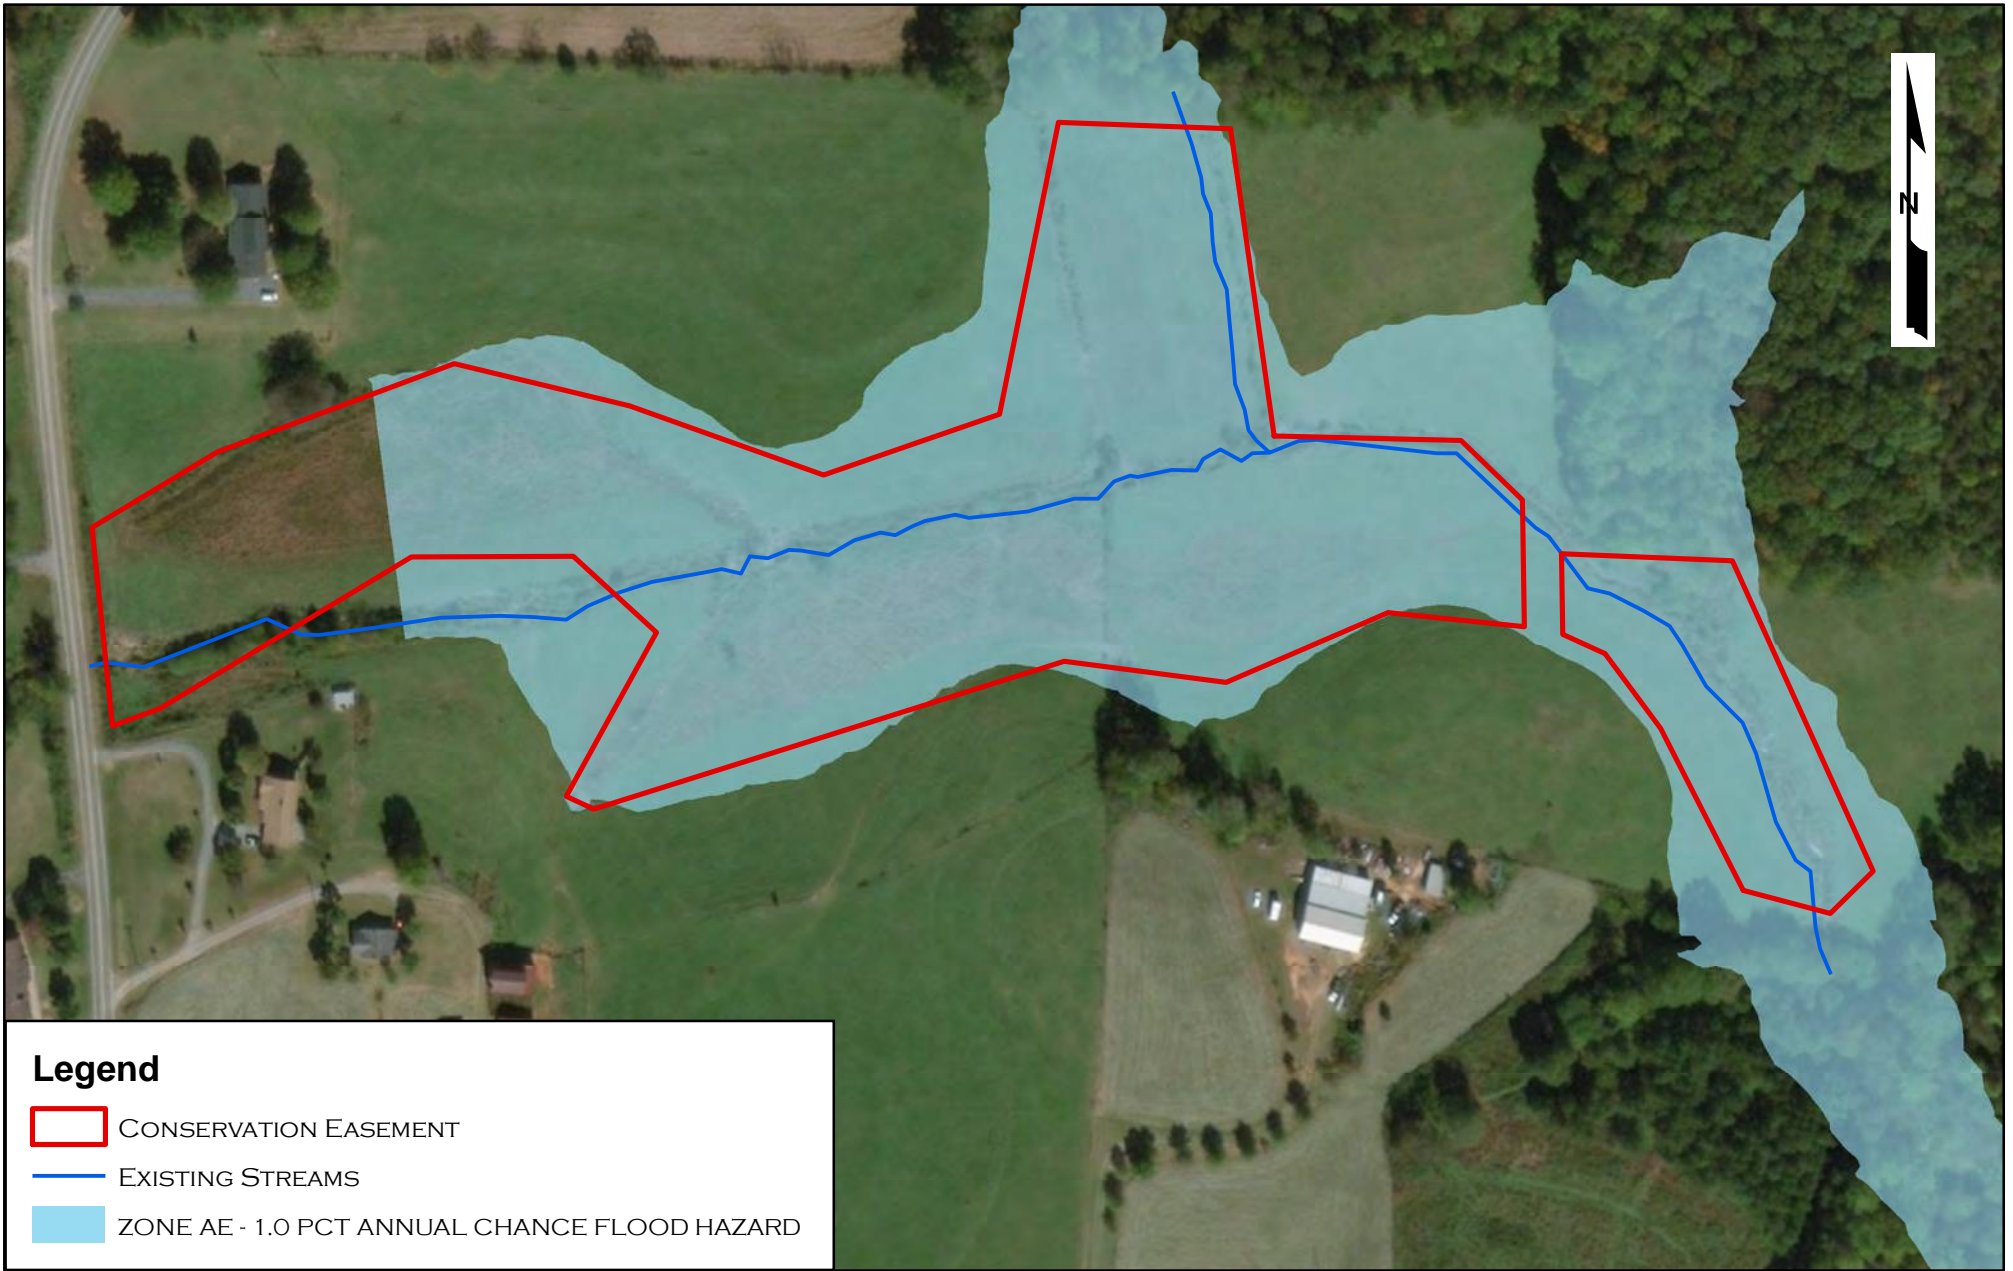 N
Legend
CONSERVATION EASEMENT
EXISTING STREAMS
ZONE AE - 1.0 PCT ANNUAL CHANCE FLOOD HAZARD